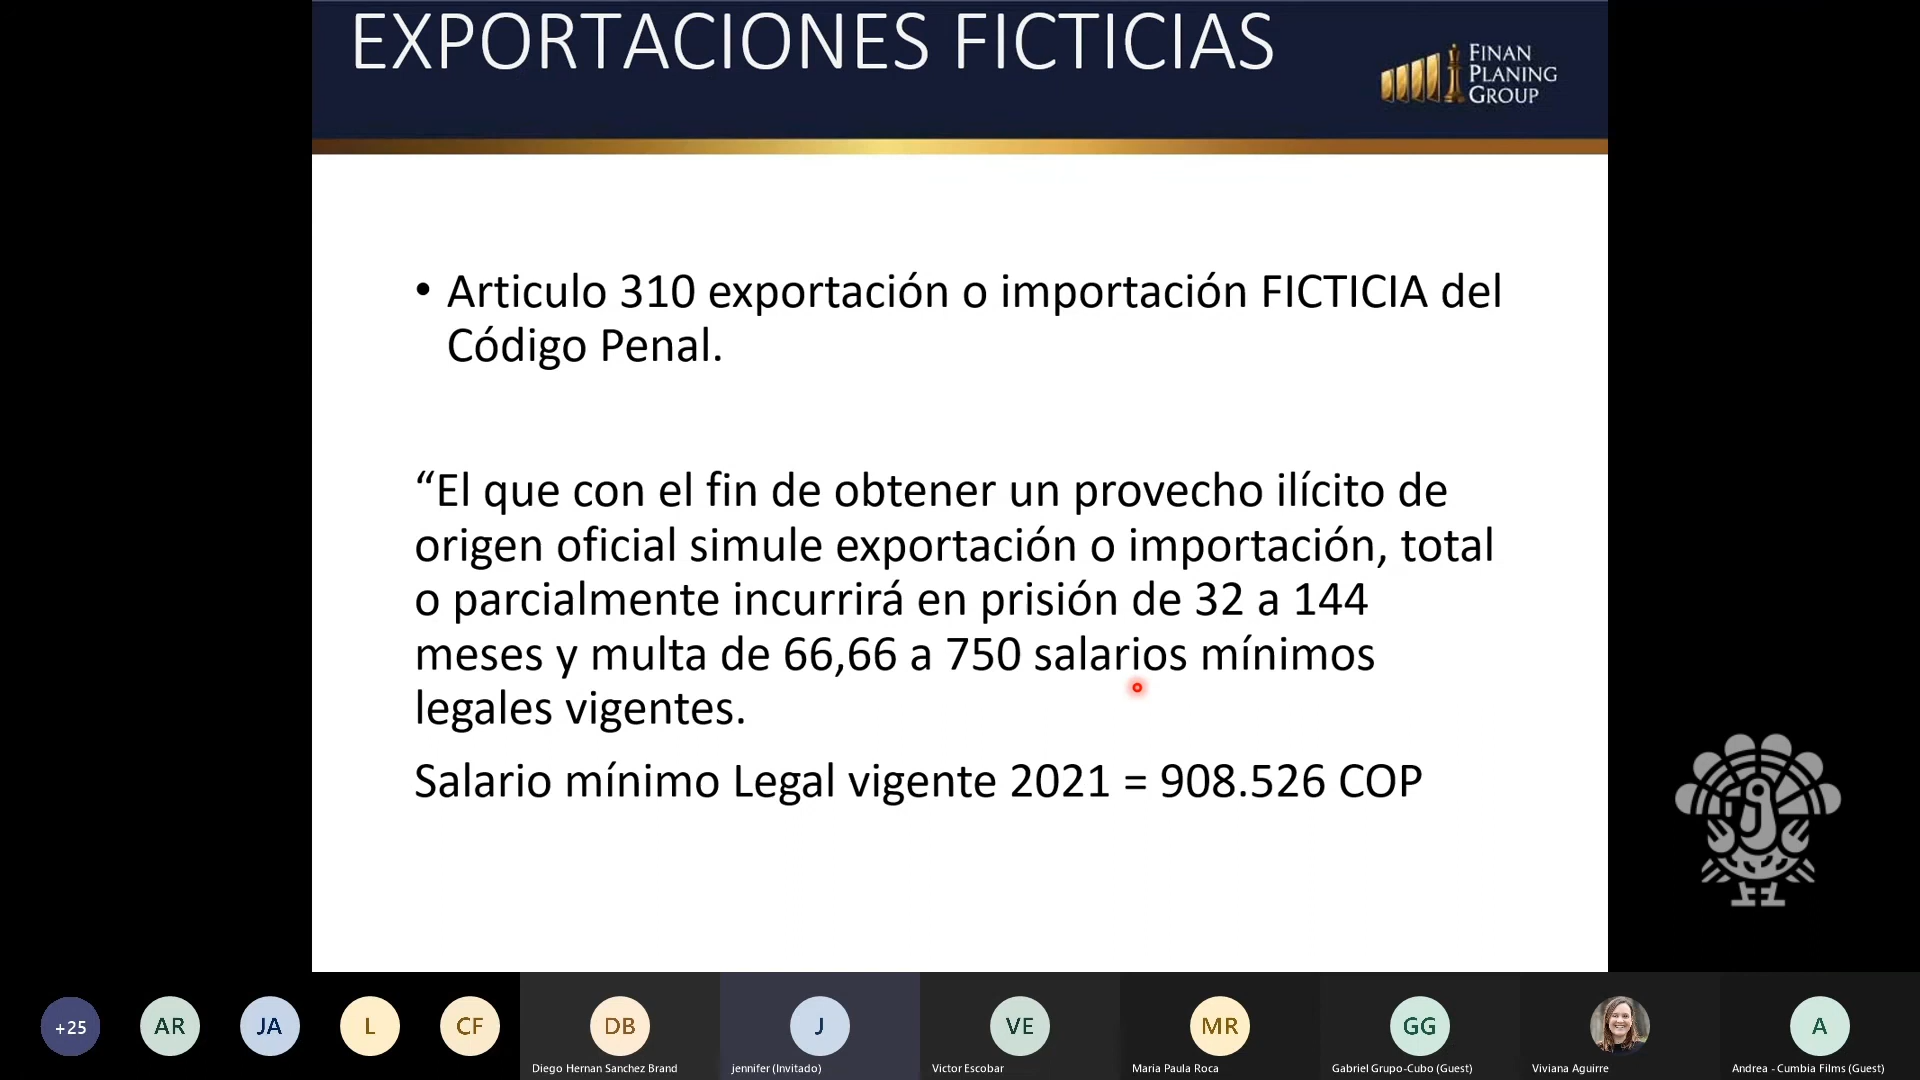 EXPORTACIONES FICTICIAS
FINAN
PLANING
GROUP
• Articulo 310 exportación o importación FICTICIA del
Código Penal.
“El que con el fin de obtener un provecho ilícito de
origen oficial simule exportación o importación, total
o parcialmente incurrirá en prisión de 32 a 144
meses y multa de 66,66 a 750 salarios mínimos
legales vigentes.
Salario mínimo Legal vigente 2021 = 908.526 COP
+25
AR
JA
L
CF
DB
J
VE
MR
GG
A
Diego Hernan Sanchez Brand
jennifer (Invitado)
Victor Escobar
Maria Paula Roca
Gabriel Grupo-Cubo (Guest)
Viviana Aguirre
Andrea - Cumbia Films (Guest)